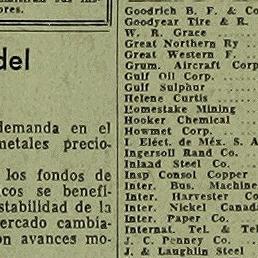 ores.
del
demanda en el
metales precio-
los fondos de
cos se benefi-
stabilidad de la
ercado cambia-
on avances mo-
Goodrich B. F. & Co
Goodyear Tire & R.
W. R. Grace
Great Northern Ry
Great Western F.
Grum. Aircraft Corp
Gulf Oil Corp.
Gulf Sulphur
Helene Curtis
Homestake Mining
Hooker Chemical
Howmet Corp.
I. Eléct. de Méx. S. A
Ingersoll Rand Co.
Inlaad Steel Co.
Insp Consol Copper
Inter. Bus. Machine
Inter. Harvester Co
Inter. Nickel Canada
Inter. Paper Co.
Internat. Tel. & Tel
J. C. Penney Co.
J. & Laughlin Steel